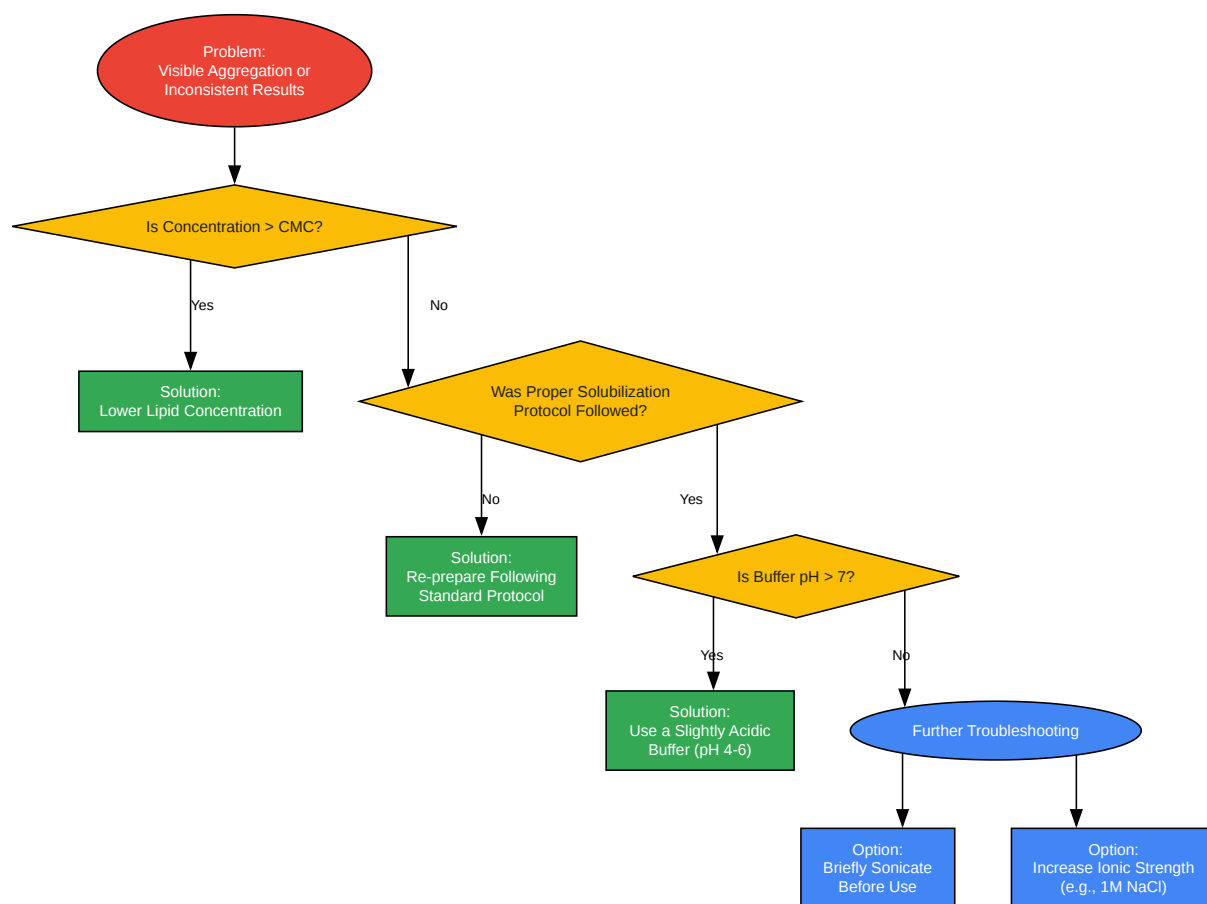 Problem:
Visible Aggregation or
Inconsistent Results
Is Concentration > CMC?
Yes
No
Solution:
Lower Lipid Concentration
Was Proper Solubilization
Protocol Followed?
No
Yes
Solution:
Re-prepare Following
Standard Protocol
Is Buffer pH > 7?
Yes
No
Solution:
Use a Slightly Acidic
Buffer (pH 4-6)
Further Troubleshooting
Option:
Briefly Sonicate
Before Use
Option:
Increase Ionic Strength
(e.g., 1M NaCl)